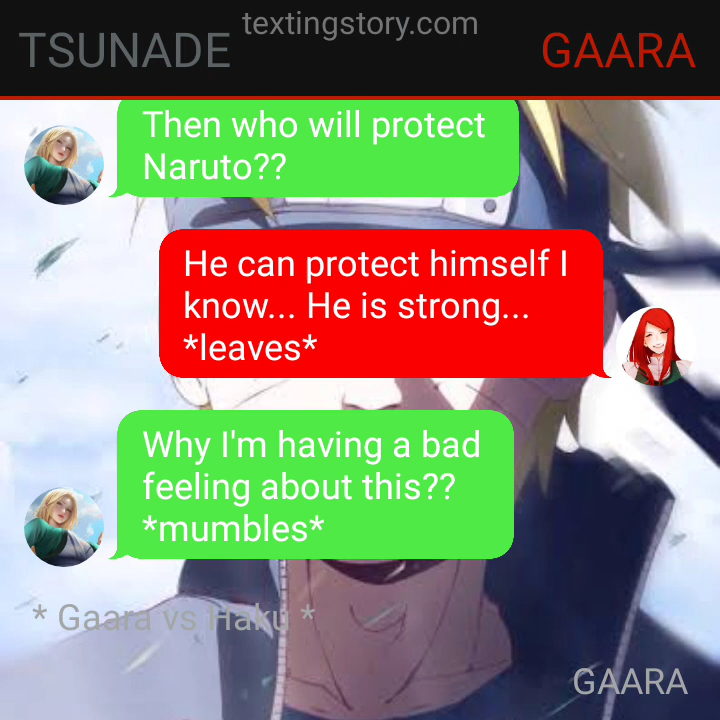 textingstory.com
TSUNADE
GAARA
Then who will protect
Naruto??
He can protect himself I
know... He is strong...
*leaves*
Why I'm having a bad
feeling about this??
*mumbles*
* Gaara vs Haku *
GAARA